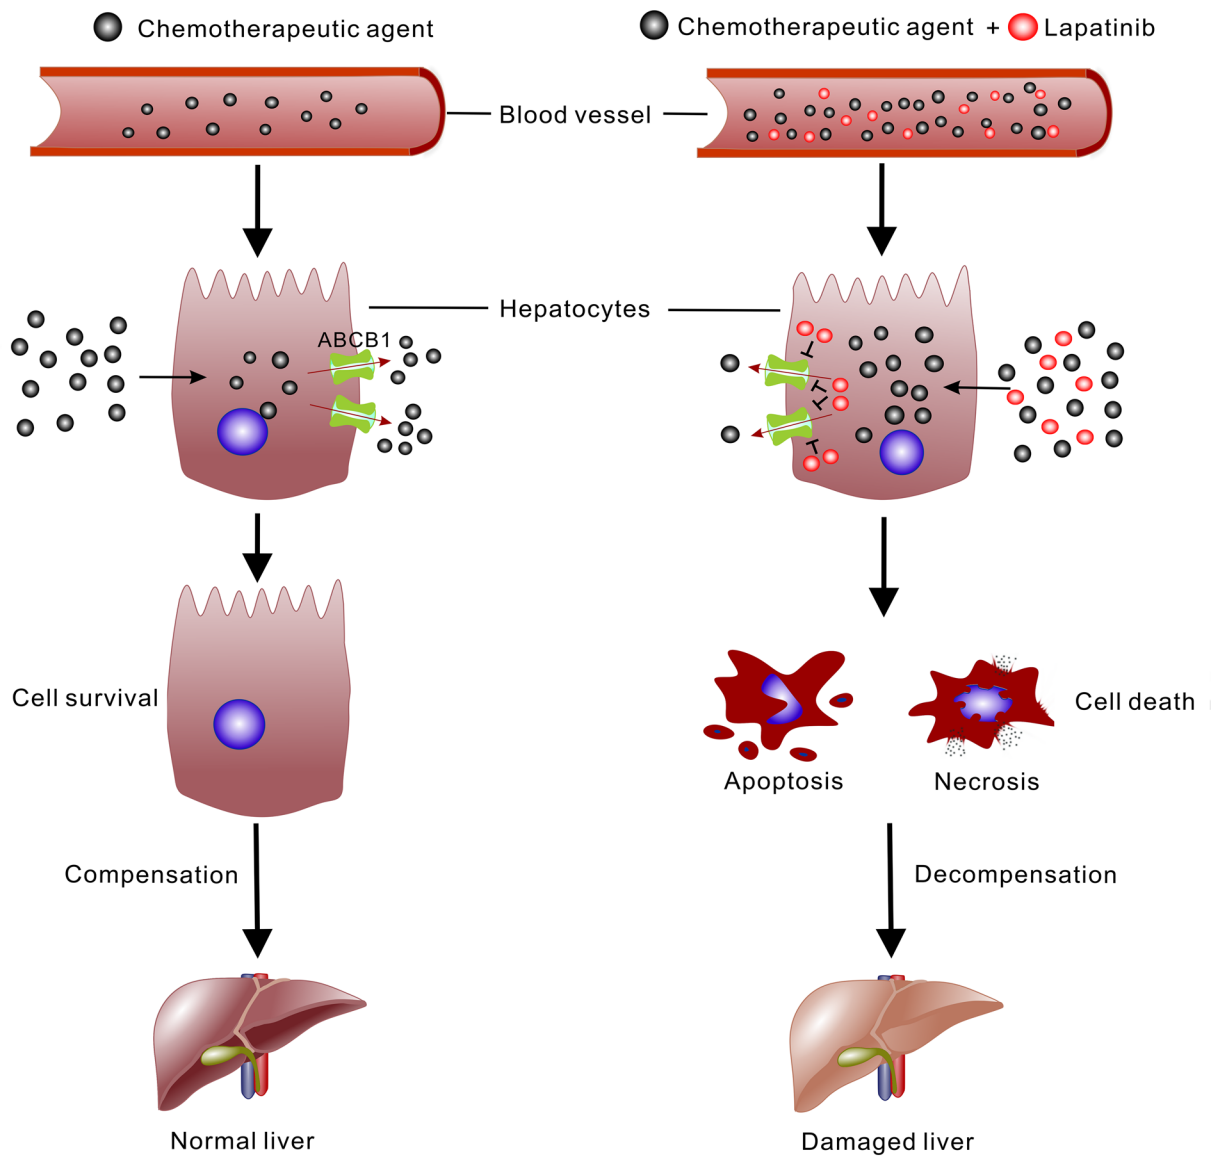 Chemotherapeutic agent
Chemotherapeutic agent + Lapatinib
Blood vessel
Hepatocytes
ABCB1
Cell survival
Cell death
Apoptosis
Necrosis
Compensation
Decompensation
Normal liver
Damaged liver